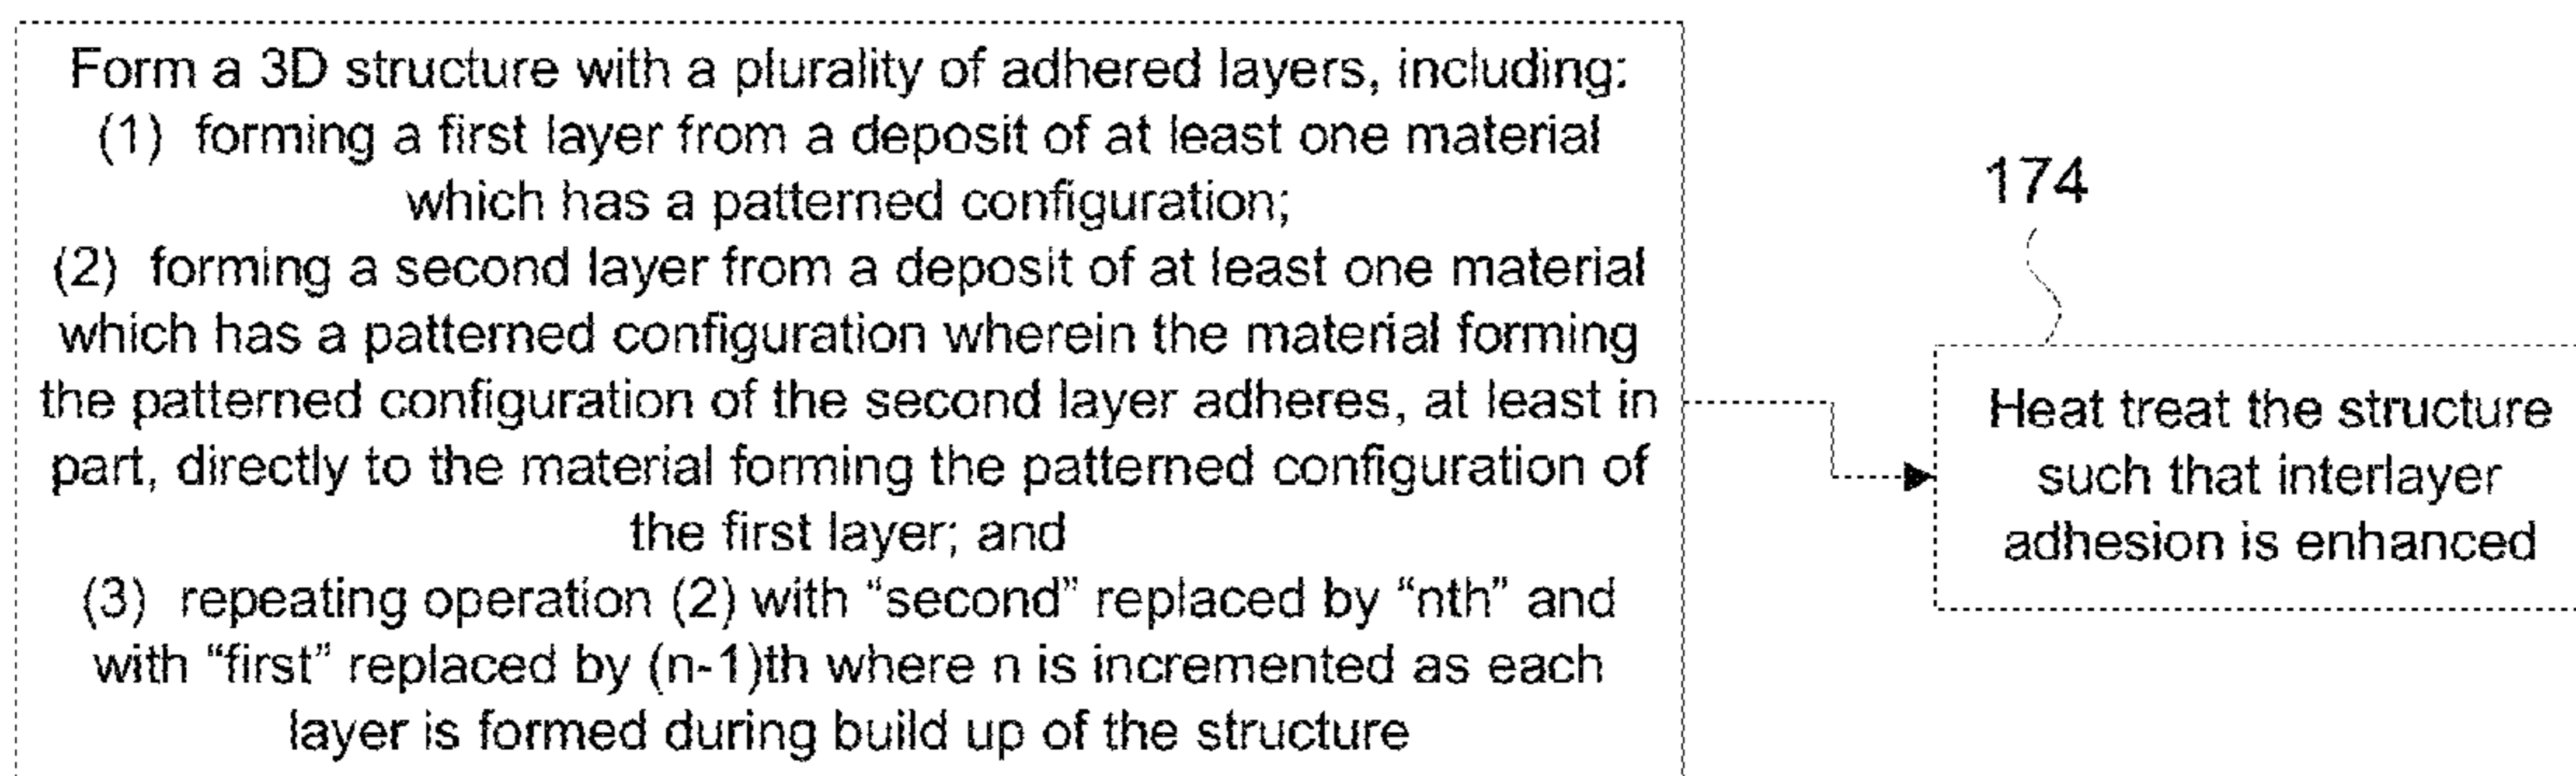 Form a 3D structure with a plurality of adhered layers, including:
(1) forming a first layer from a deposit of at least one material
which has a patterned configuration;
(2) forming a second layer from a deposit of at least one material
which has a patterned configuration wherein the material forming
the patterned configuration of the second layer adheres, at least in
part, directly to the material forming the patterned configuration of
the first layer; and
(3) repeating operation (2) with “second” replaced by “nth” and
with “first” replaced by (n-1)th where n is incremented as each
layer is formed during build up of the structure
174
Heat treat the structure
such that interlayer
adhesion is enhanced